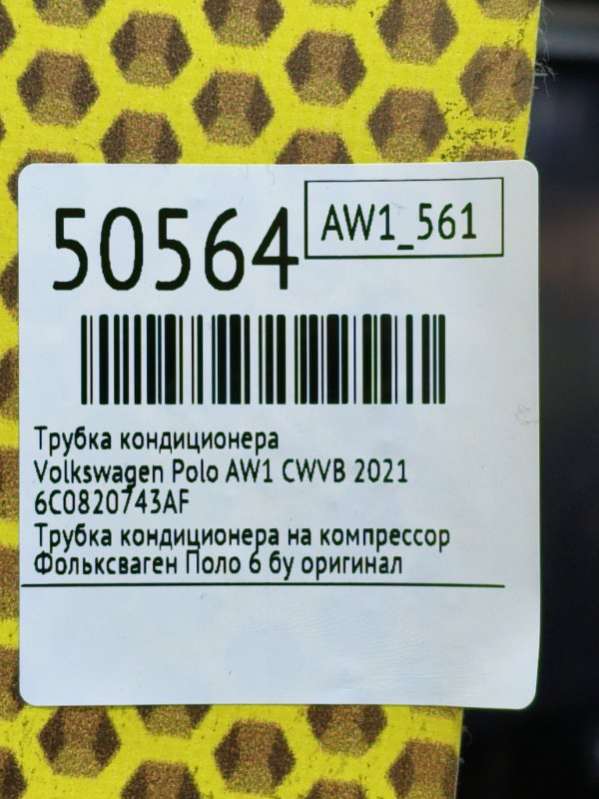 50564
AW1_561
Трубка кондиционера
Volkswagen Polo AW1 CWVB 2021
6C0820743AF
Трубка кондиционера на компрессор
Фольксваген Поло 6 бу оригинал